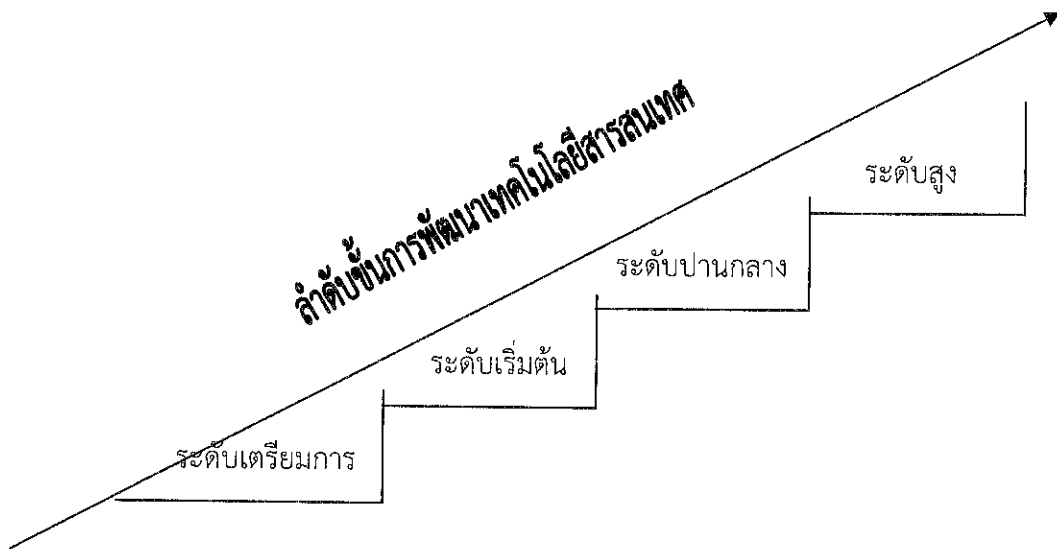 ลำดับขั้นการพัฒนาเทคโนโลยีสารสนเทศ
ระดับสูง
ระดับปานกลาง
ระดับเริ่มต้น
ระดับเตรียมการ